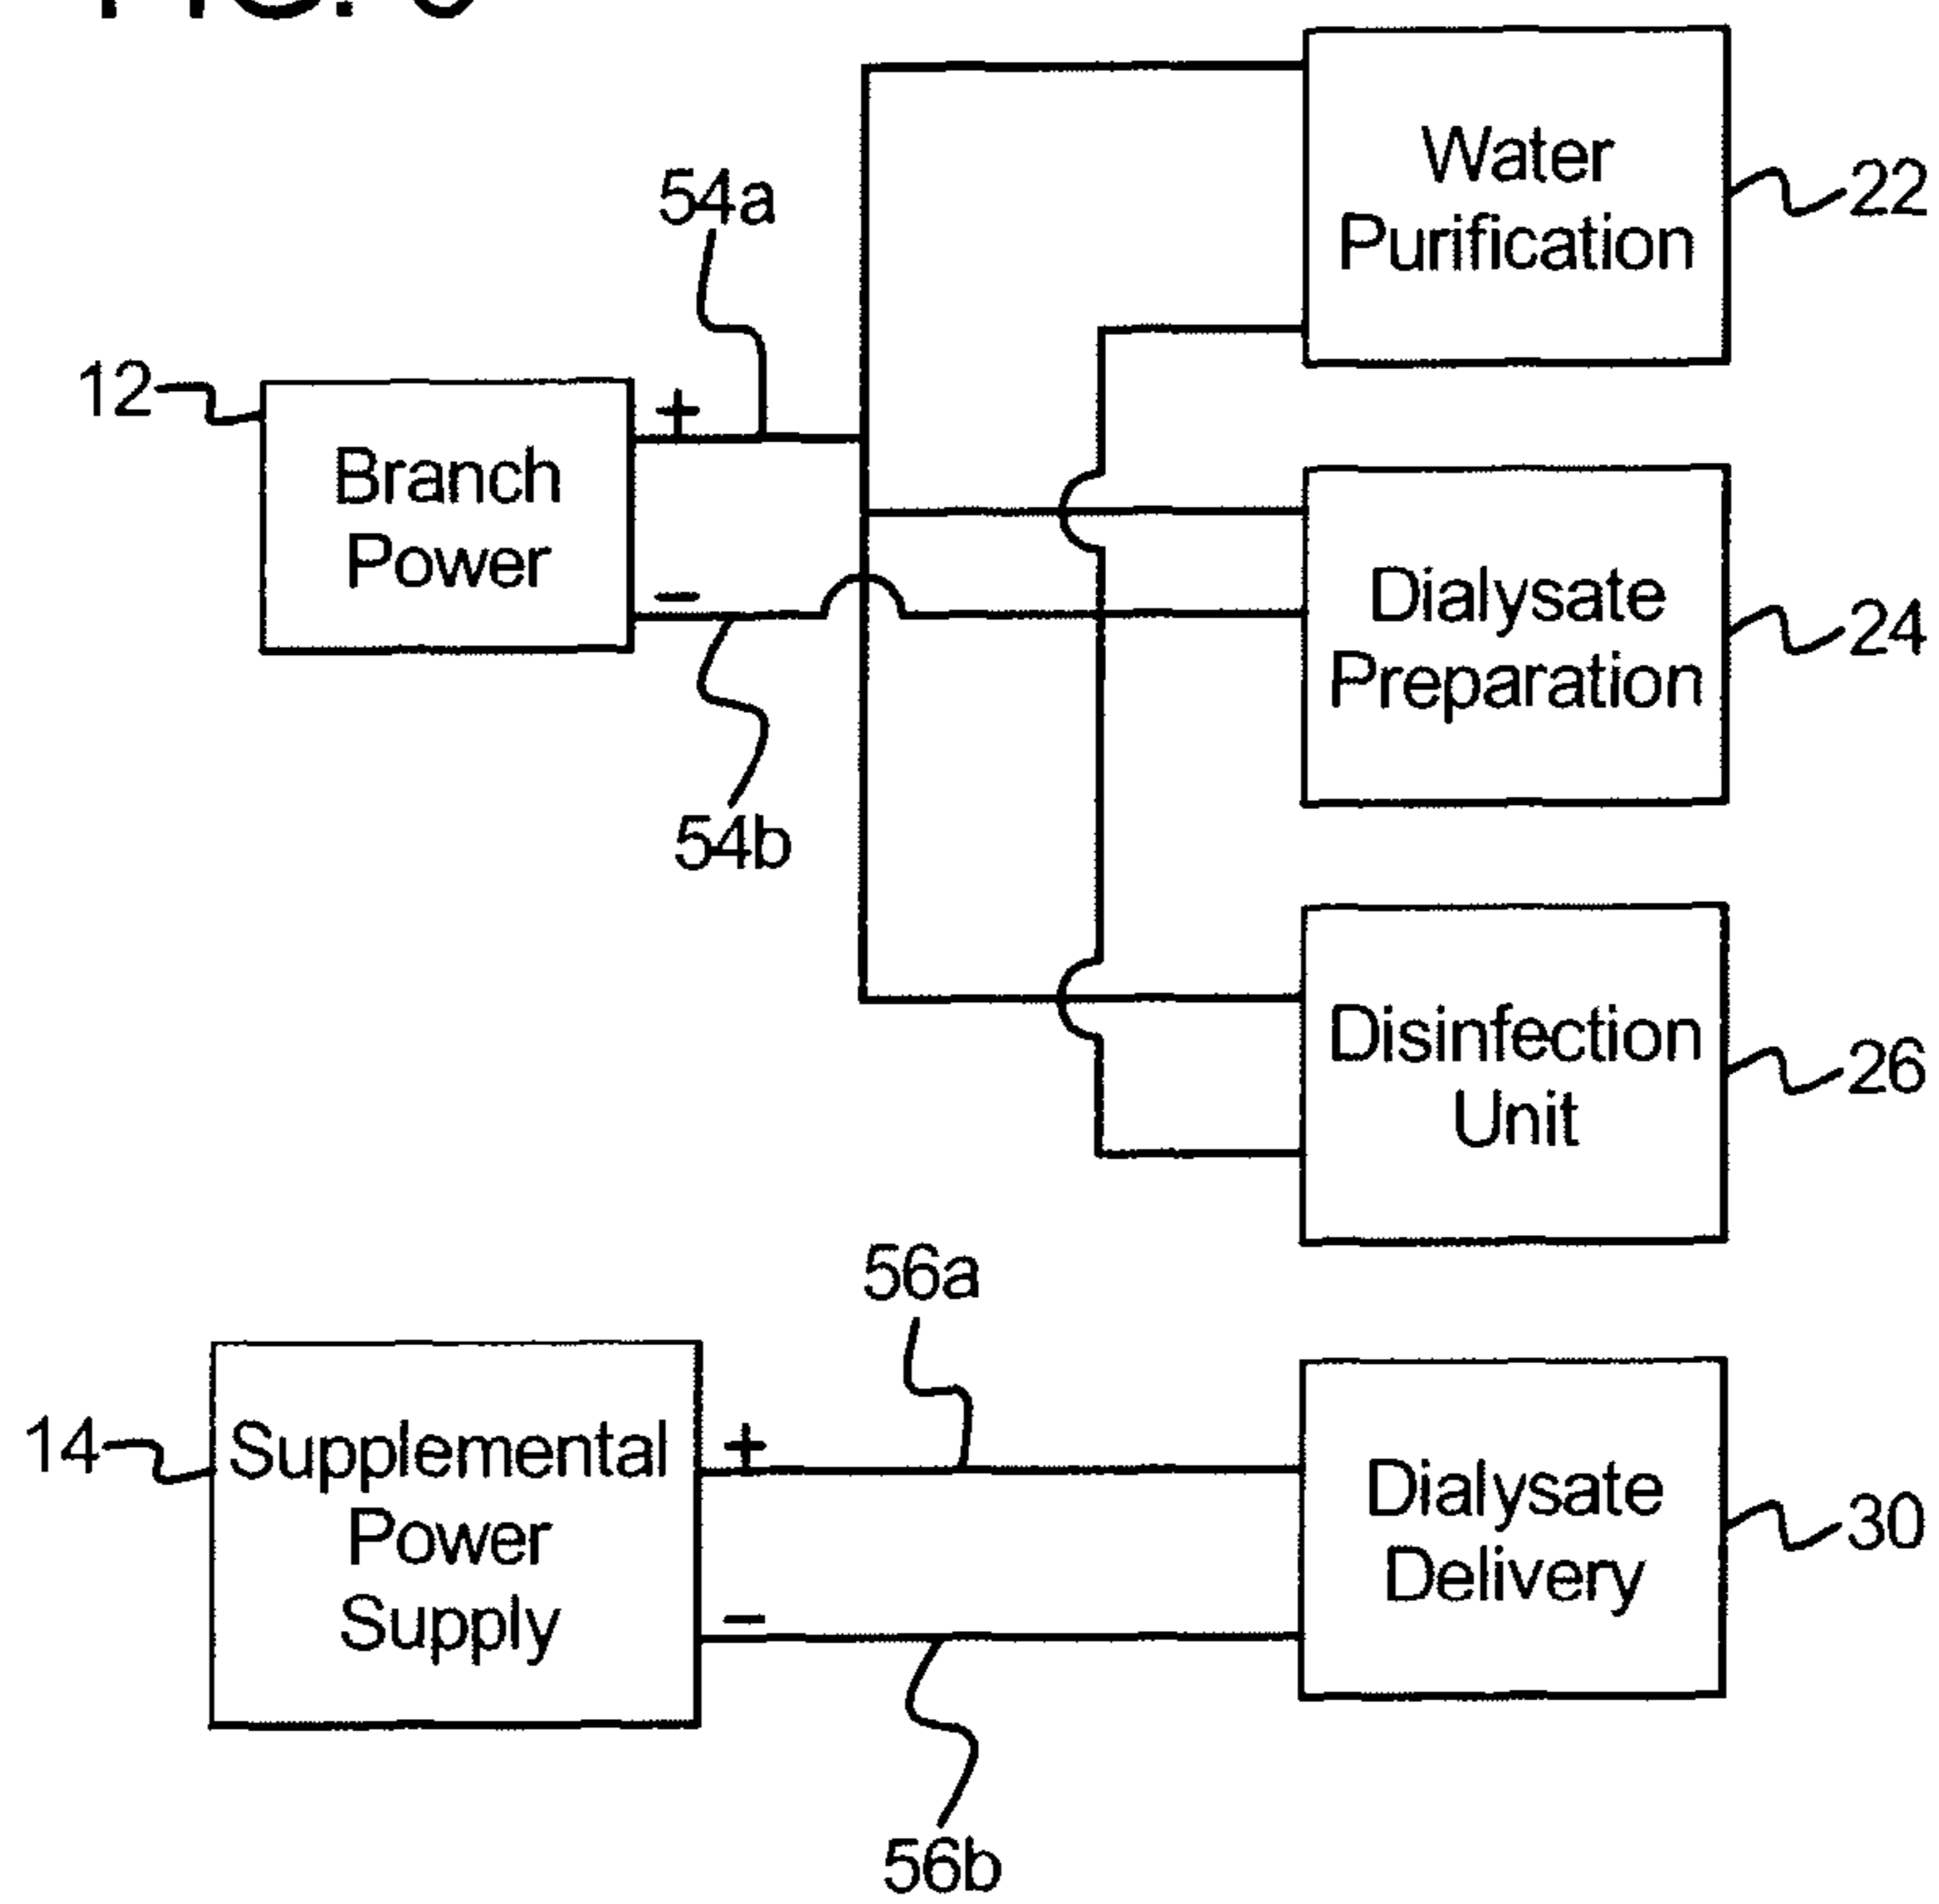 Water
Purification
22
54a
12
+
Branch
Power
−
54b
Dialysate
Preparation
24
Disinfection
Unit
26
56a
14
Supplemental
Power
Supply
+
−
56b
Dialysate
Delivery
30